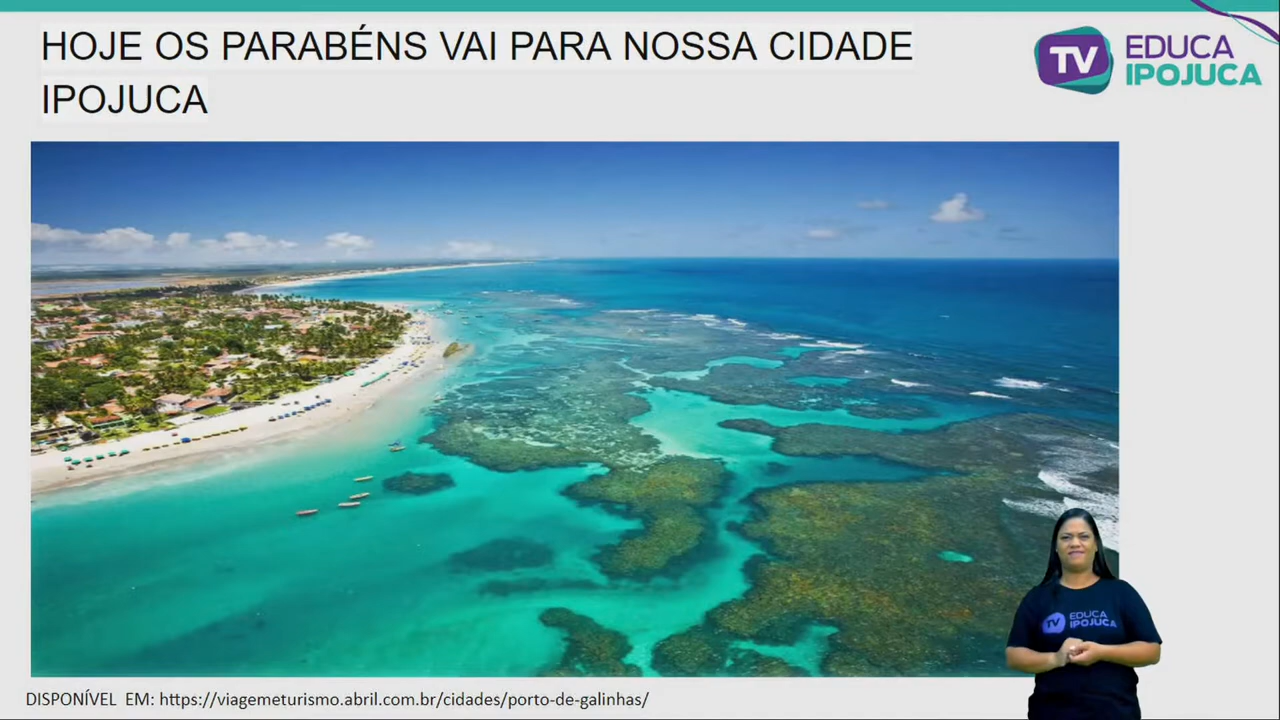 HOJE OS PARABÉNS VAI PARA NOSSA CIDADE
IPOJUCA
TV EDUCA
IPOJUCA
TV EDUCA
IPOJUCA
DISPONÍVEL EM: https://viagemeturismo.abril.com.br/cidades/porto-de-galinhas/